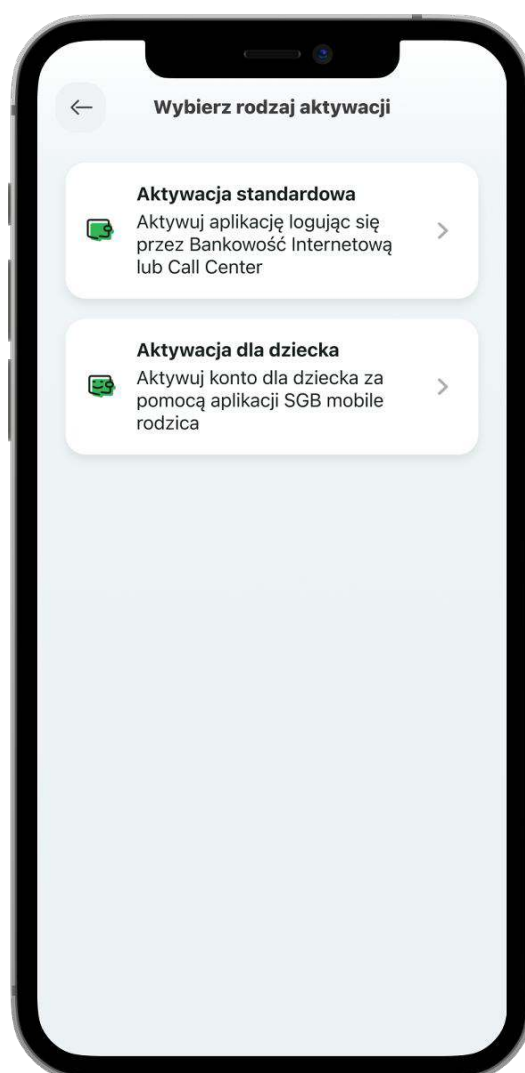 Wybierz rodzaj aktywacji
Aktywacja standardowa
Aktywuj aplikację logując się
przez Bankowość Internetową
lub Call Center
Aktywacja dla dziecka
Aktywuj konto dla dziecka za
pomocą aplikacji SGB mobile
rodzica